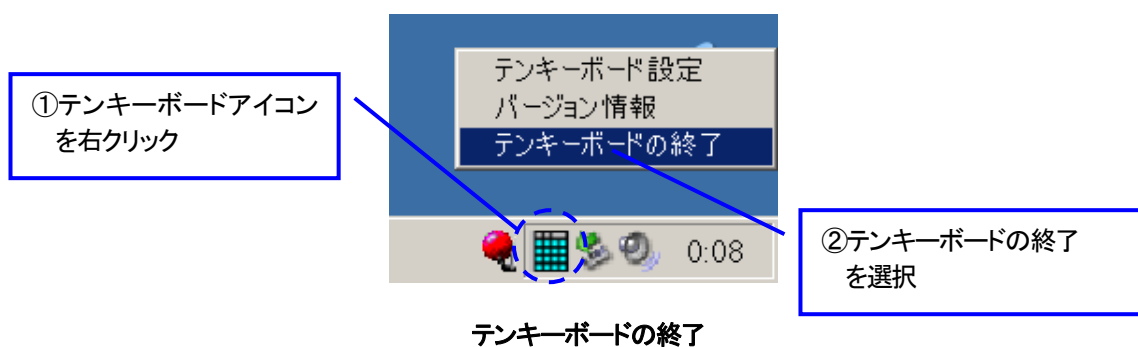 テンキーボード設定
バージョン情報
テンキーボードの終了
①テンキーボードアイコン
を右クリック
0:08
②テンキーボードの終了
を選択
テンキーボードの終了